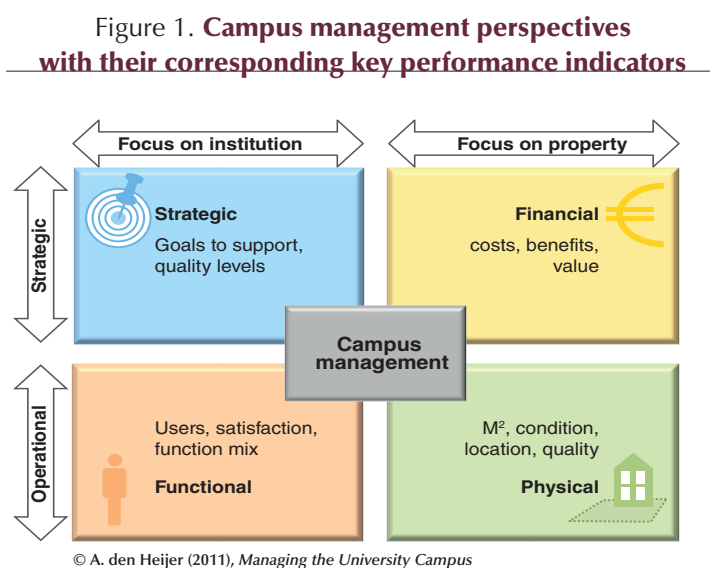 Figure 1. Campus management perspectives
with their corresponding key performance indicators
Focus on institution
Focus on property
Strategic
Strategic
Goals to support,
quality levels
Financial
costs, benefits,
value
Campus
management
Operational
Users, satisfaction,
function mix
Functional
M², condition,
location, quality
Physical
© A. den Heijer (2011), Managing the University Campus